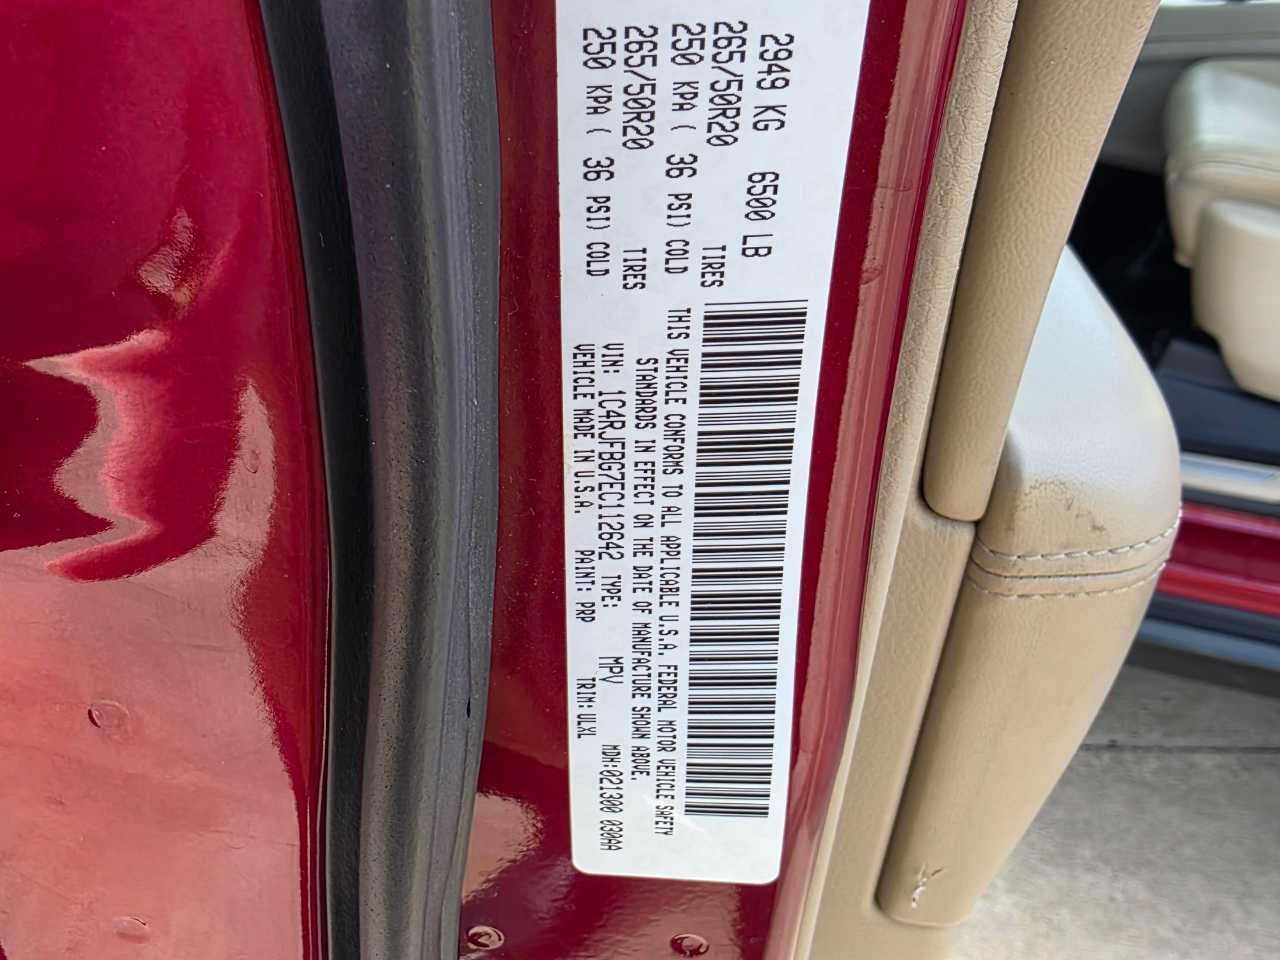 2949 KG 6500 LB
265/50R20 TIRES
250 KPA ( 36 PSI) COLD
265/50R20 TIRES
250 KPA ( 36 PSI) COLD
THIS VEHICLE CONFORMS TO ALL APPLICABLE U.S.A. FEDERAL MOTOR VEHICLE SAFETY
STANDARDS IN EFFECT ON THE DATE OF MANUFACTURE SHOWN ABOVE.
VIN: 1C4RJFBG7EC112642 TYPE: MPV MDH:021300 030AA
VEHICLE MADE IN U.S.A. PAINT: PRP TRIM: ULXL